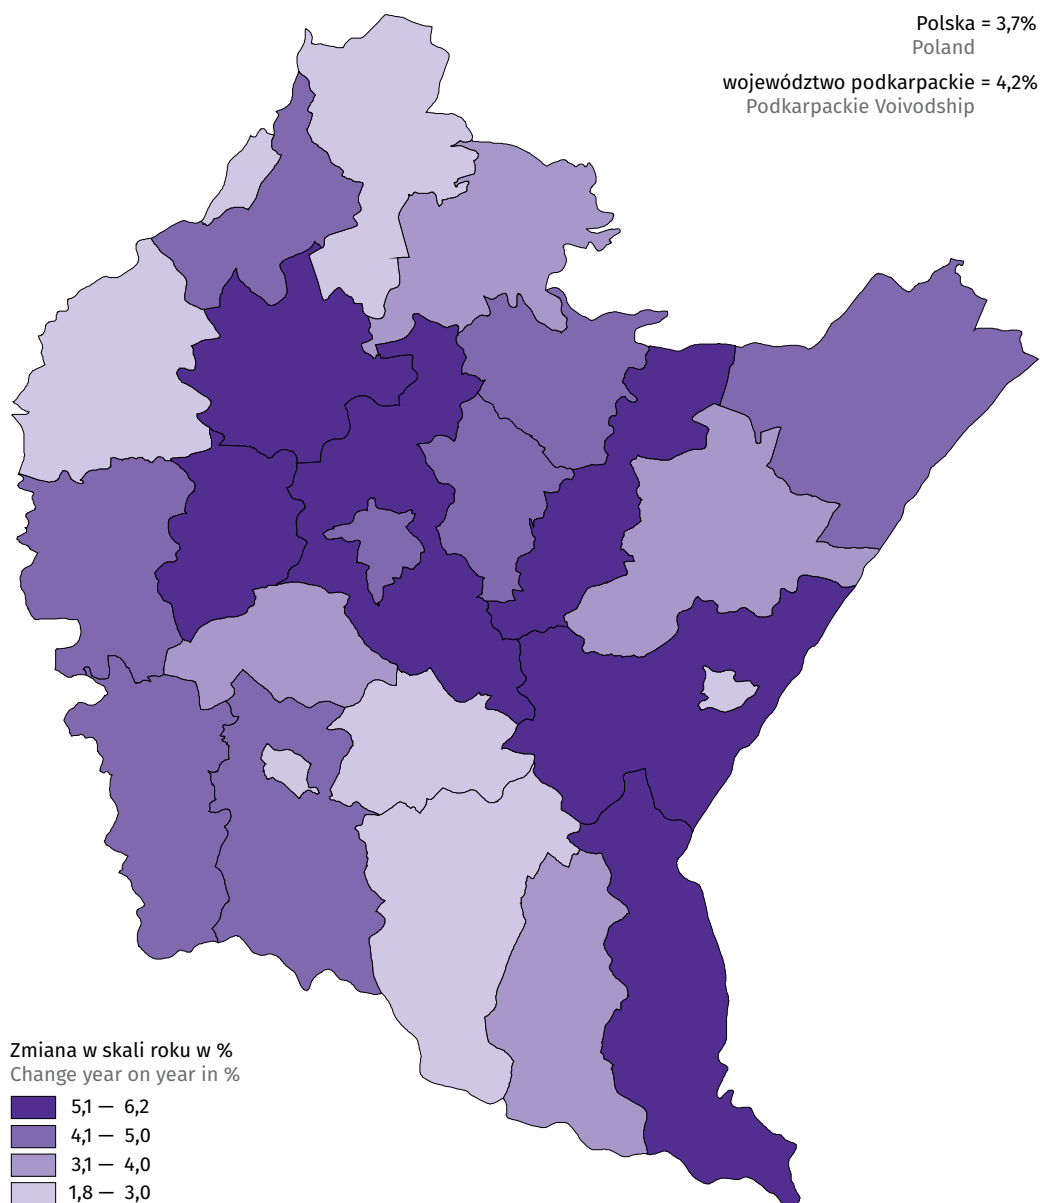 Polska = 3,7%
Poland
województwo podkarpackie = 4,2%
Podkarpackie Voivodship
Zmiana w skali roku w %
Change year on year in %
5,1 — 6,2
4,1 — 5,0
3,1 — 4,0
1,8 — 3,0